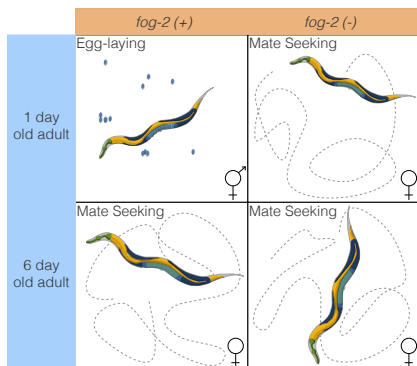 fog-2 (+)
fog-2 (-)
1 day
old adult
Egg-laying
Mate Seeking
6 day
old adult
Mate Seeking
Mate Seeking